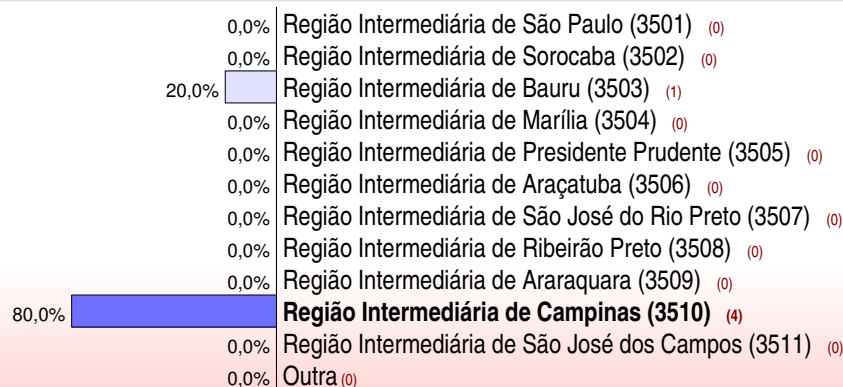 0,0% Região Intermediária de São Paulo (3501) (0)
0,0% Região Intermediária de Sorocaba (3502) (0)
20,0% Região Intermediária de Bauru (3503) (1)
0,0% Região Intermediária de Marília (3504) (0)
0,0% Região Intermediária de Presidente Prudente (3505) (0)
0,0% Região Intermediária de Araçatuba (3506) (0)
0,0% Região Intermediária de São José do Rio Preto (3507) (0)
0,0% Região Intermediária de Ribeirão Preto (3508) (0)
0,0% Região Intermediária de Araraquara (3509) (0)
80,0% Região Intermediária de Campinas (3510) (4)
0,0% Região Intermediária de São José dos Campos (3511) (0)
0,0% Outra (0)